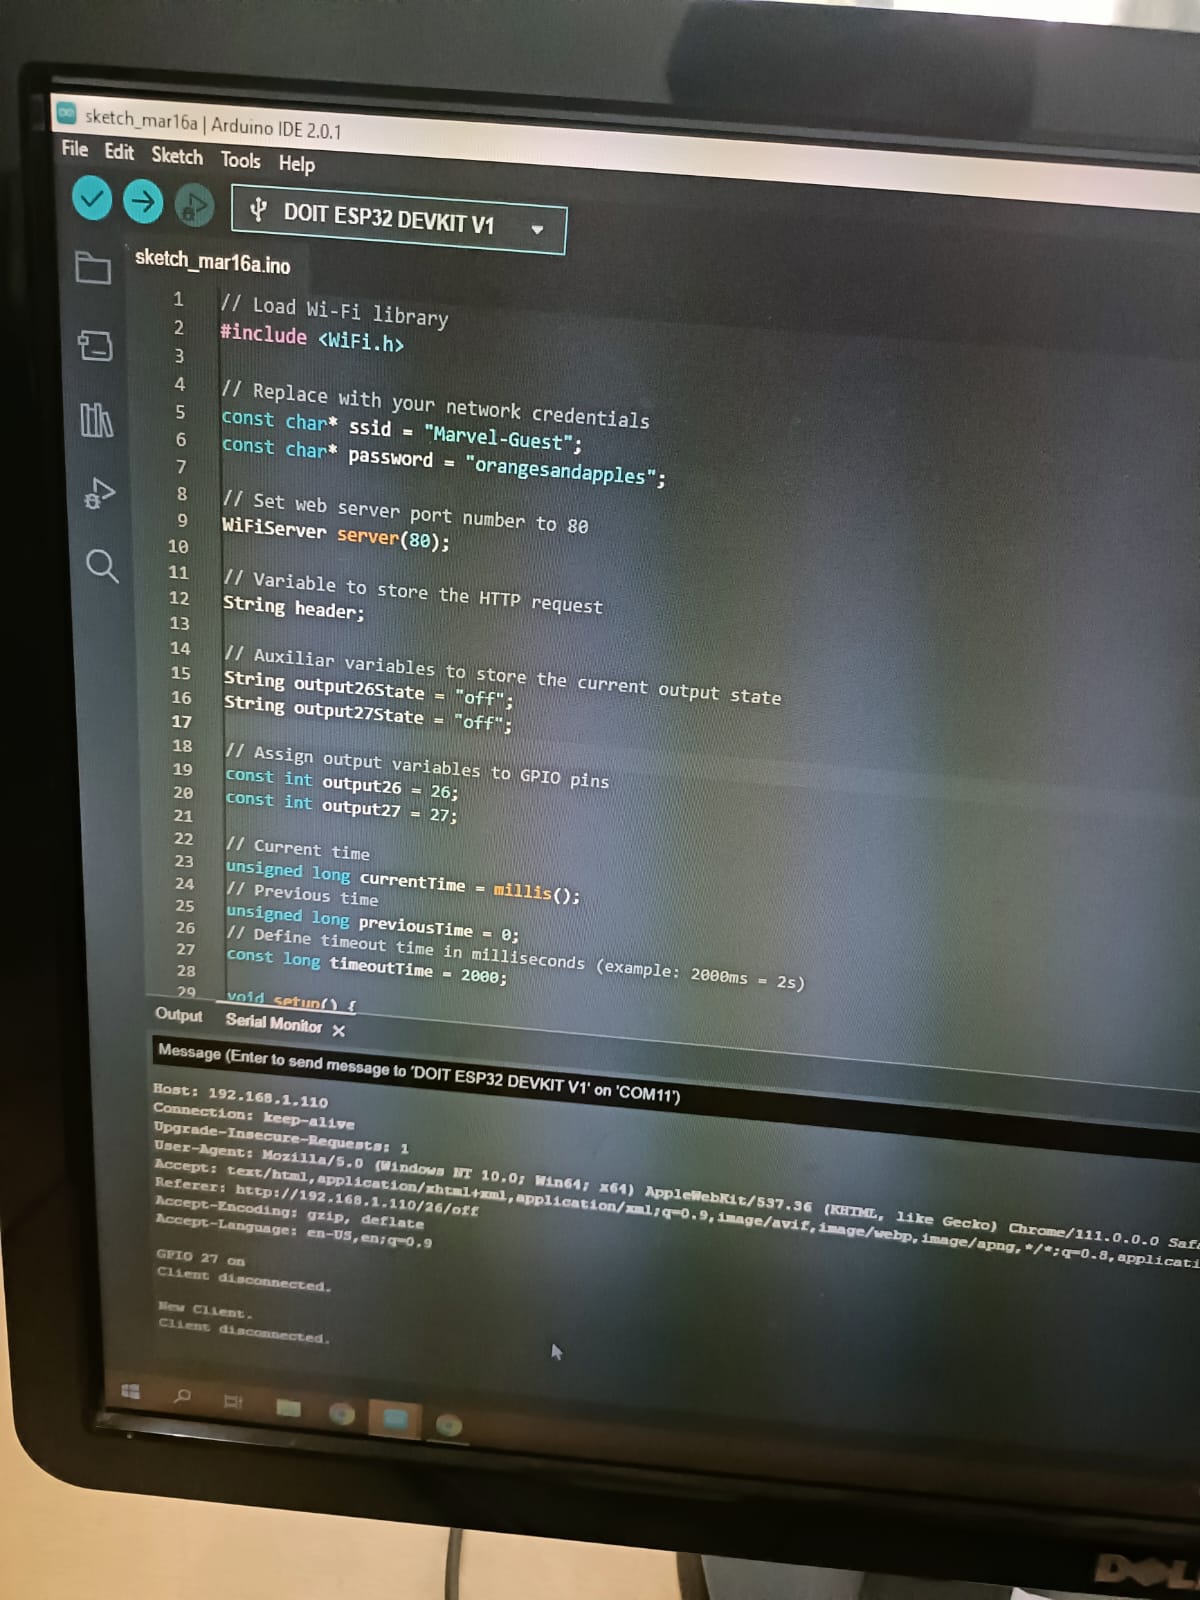 sketch_mar16a | Arduino IDE 2.0.1
File Edit Sketch Tools Help
DOIT ESP32 DEVKIT V1
sketch_mar16a.ino
1 // Load Wi-Fi library
2 #include <WiFi.h>
3
4 // Replace with your network credentials
5 const char* ssid = "Marvel-Guest";
6 const char* password = "orangesandapples";
7
8 // Set web server port number to 80
9 WiFiServer server(80);
10
11 // Variable to store the HTTP request
12 String header;
13
14 // Auxiliar variables to store the current output state
15 String output26State = "off";
16 String output27State = "off";
17
18 // Assign output variables to GPIO pins
19 const int output26 = 26;
20 const int output27 = 27;
21
22 // Current time
23 unsigned long currentTime = millis();
24 // Previous time
25 unsigned long previousTime = 0;
26 // Define timeout time in milliseconds (example: 2000ms = 2s)
27 const long timeoutTime = 2000;
28
29 void setup() {
Output Serial Monitor
Message (Enter to send message to 'DOIT ESP32 DEVKIT V1' on 'COM11')
Host: 192.168.1.110
Connection: keep-alive
Upgrade-Insecure-Requests: 1
User-Agent: Mozilla/5.0 (Windows NT 10.0; Win64; x64) AppleWebKit/537.36 (KHTML, like Gecko) Chrome/111.0.0.0 Safa
Accept: text/html,application/xhtml+xml,application/xml;q=0.9,image/avif,image/webp,image/apng,*/*;q=0.8,applicati
Referer: http://192.168.1.110/26/off
Accept-Encoding: gzip, deflate
Accept-Language: en-US,en;q=0.9
GPIO 27 on
Client disconnected.
New Client.
Client disconnected.
DELL